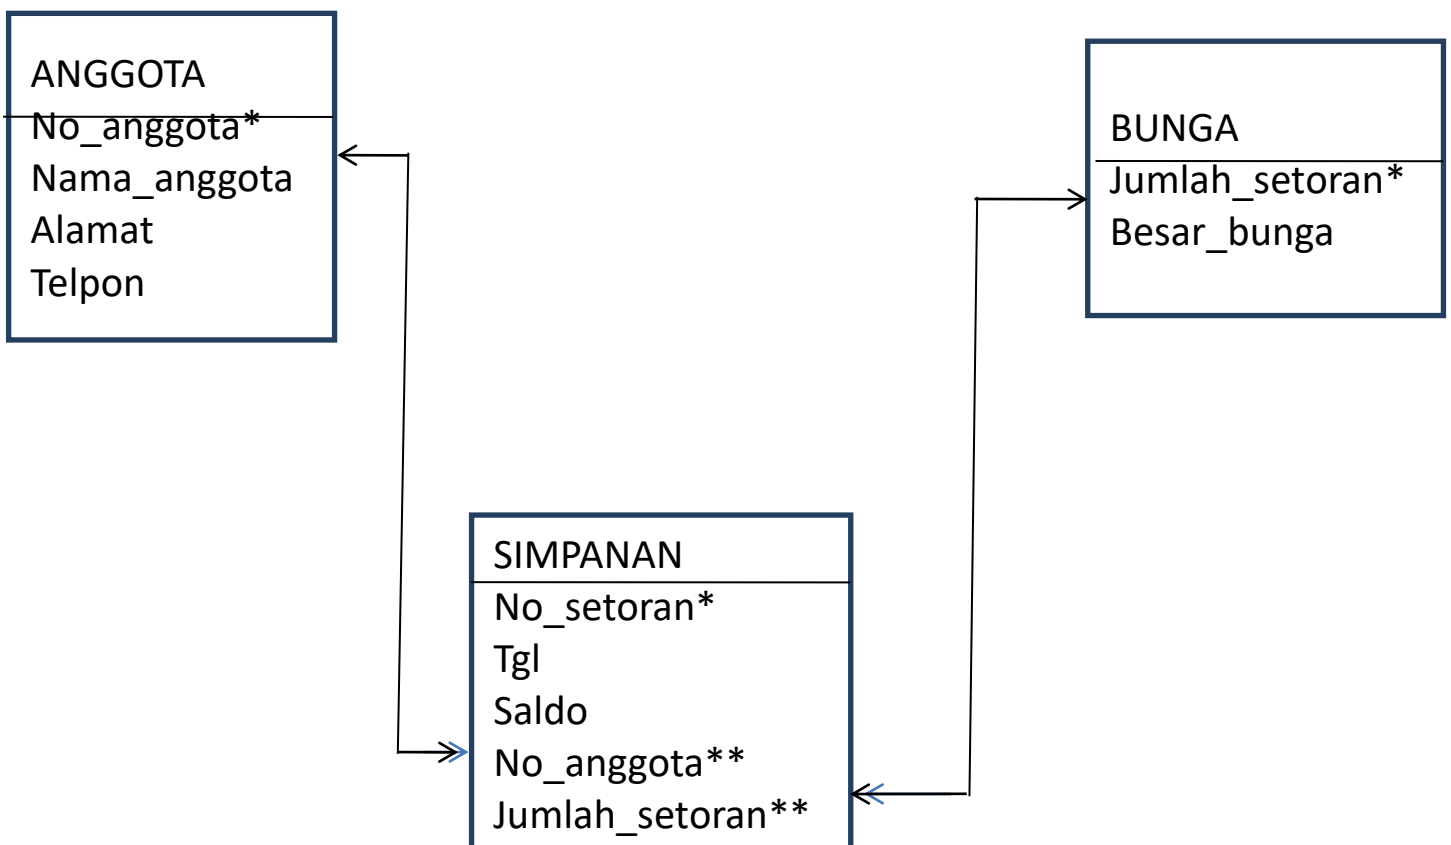 ANGGOTA
No_anggota*
Nama_anggota
Alamat
Telpon
BUNGA
Jumlah_setoran*
Besar_bunga
SIMPANAN
No_setoran*
Tgl
Saldo
No_anggota**
Jumlah_setoran**